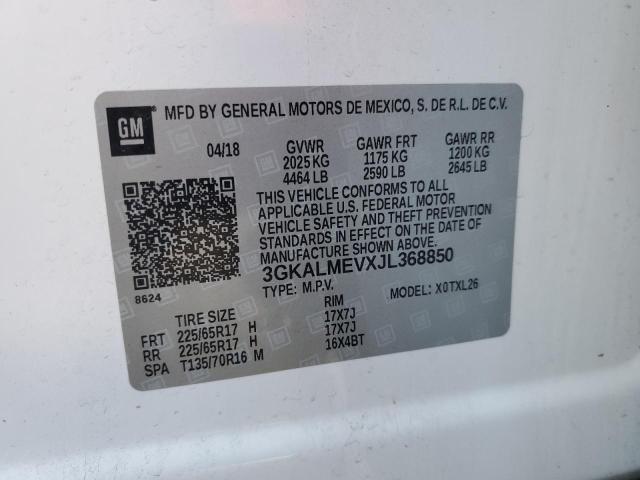 GM ® MFD BY GENERAL MOTORS DE MEXICO, S. DE R.L. DE C.V.
04/18 GVWR GAWR FRT GAWR RR
2025 KG 1175 KG 1200 KG
4464 LB 2590 LB 2645 LB
THIS VEHICLE CONFORMS TO ALL
APPLICABLE U.S. FEDERAL MOTOR
VEHICLE SAFETY AND THEFT PREVENTION
STANDARDS IN EFFECT ON THE DATE OF
MANUFACTURE SHOWN ABOVE.
3GKALMEVXJL368850
8624 TYPE: M.P.V. MODEL: X0TXL26
TIRE SIZE RIM
FRT 225/65R17 H 17X7J
RR 225/65R17 H 17X7J
SPA T135/70R16 M 16X4BT